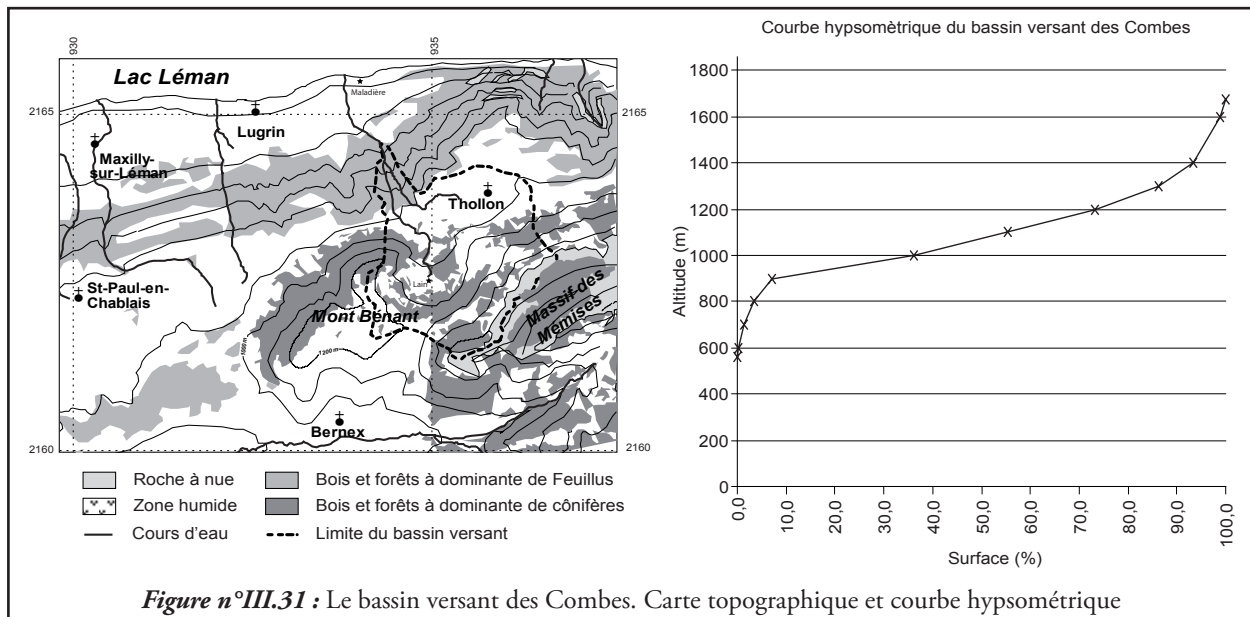 930
935
2165
2165
Lac Léman
Maladière
Lugrin
Maxilly-
sur-Léman
Thollon
St-Paul-en-
Chablais
Lain
Mont Bénant
Massif des
Mémises
1000 m
1200 m
Bernex
2160
2160
Roche à nue
Bois et forêts à dominante de Feuillus
Zone humide
Bois et forêts à dominante de cônifères
Cours d'eau
Limite du bassin versant
Courbe hypsomètrique du bassin versant des Combes
Altitude (m)
1800
1600
1400
1200
1000
800
600
400
200
0
0,0
10,0
20,0
30,0
40,0
50,0
60,0
70,0
80,0
90,0
100,0
Surface (%)
Figure n°III.31 : Le bassin versant des Combes. Carte topographique et courbe hypsométrique